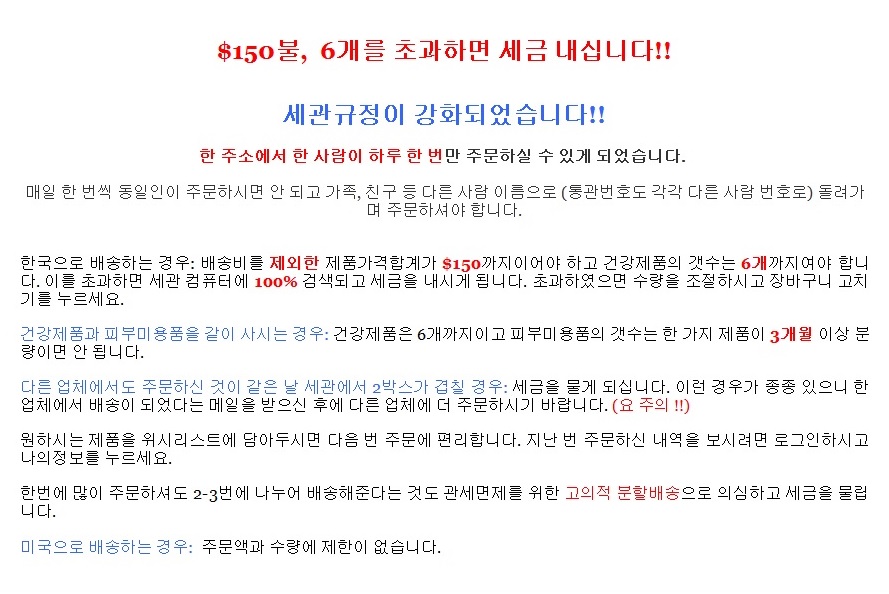 $150불, 6개를 초과하면 세금 내십니다!!
세관규정이 강화되었습니다!!
한 주소에서 한 사람이 하루 한 번만 주문하실 수 있게 되었습니다.
매일 한 번씩 동일인이 주문하시면 안 되고 가족, 친구 등 다른 사람 이름으로 (통관번호도 각각 다른 사람 번호로) 돌려가
며 주문하셔야 합니다.
한국으로 배송하는 경우: 배송비를 제외한 제품가격합계가 $150까지이어야 하고 건강제품의 갯수는 6개까지여야 합니
다. 이를 초과하면 세관 컴퓨터에 100% 검색되고 세금을 내시게 됩니다. 초과하였으면 수량을 조절하시고 장바구니 고치
기를 누르세요.
건강제품과 피부미용품을 같이 사시는 경우: 건강제품은 6개까지이고 피부미용품의 갯수는 한 가지 제품이 3개월 이상 분
량이면 안 됩니다.
다른 업체에서도 주문하신 것이 같은 날 세관에서 2박스가 겹칠 경우: 세금을 물게 되십니다. 이런 경우가 종종 있으니 한
업체에서 배송이 되었다는 메일을 받으신 후에 다른 업체에 더 주문하시기 바랍니다. (요 주의 !!)
원하시는 제품을 위시리스트에 담아두시면 다음 번 주문에 편리합니다. 지난 번 주문하신 내역을 보시려면 로그인하시고
나의정보를 누르세요.
한번에 많이 주문하셔도 2-3번에 나누어 배송해준다는 것도 관세면제를 위한 고의적 분할배송으로 의심하고 세금을 물립
니다.
미국으로 배송하는 경우: 주문액과 수량에 제한이 없습니다.